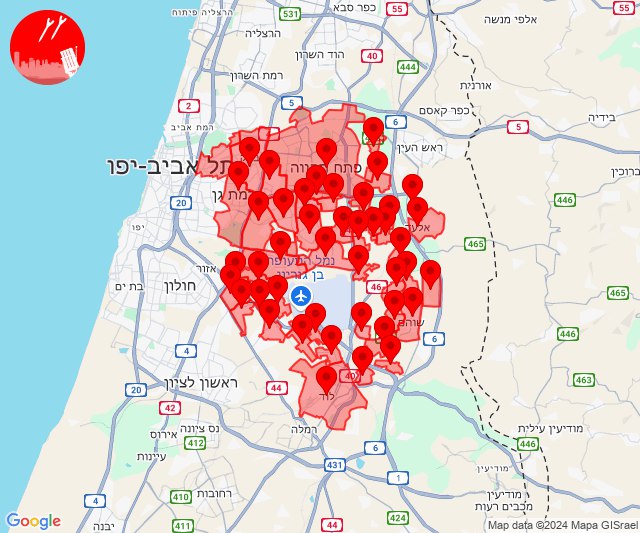 הרצליה פיתוח
531
כפר סבא
55
אלפי מנשה
55
הרצליה
הוד השרון
40
רמת השרון
444
אורנית
2
5
כפר קאסם
בידיה
רמת אביב
6
5
ראש העין
תל אביב-יפו
פתח תקווה
ברוכין
רמת גן
446
20
יפו
אלעד
465
נמל התעופה
בן גוריון
אזור
חולון
בת ים
46
465
שוהם
6
4
446
20
ראשון לציון
44
40
463
42
לוד
נס ציונה
רמלה
מודיעין עילית
412
אירוס
6
446
עיינות
431
מודיעין
4
410
רחובות
1
מודיעין
מכבים רעות
443
411
424
44
יבנה
Google
Map data ©2024 Mapa GISrael